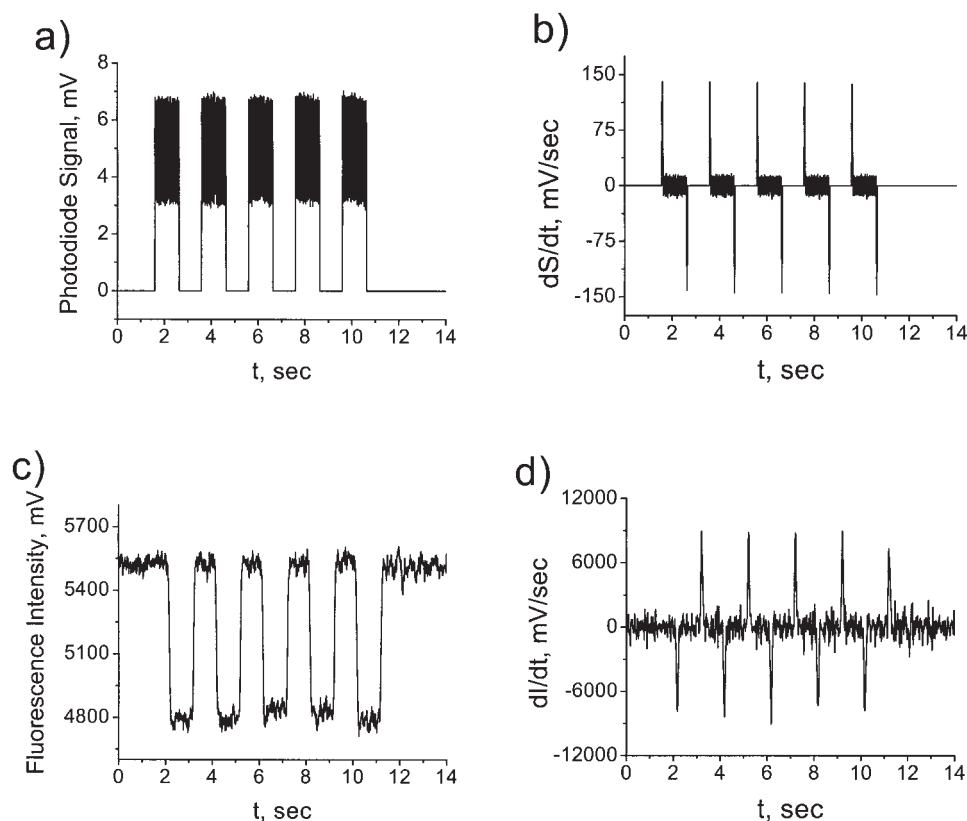 a)
Photodiode Signal, mV
8
6
4
2
0
0 2 4 6 8 10 12 14
t, sec
b)
dS/dt, mV/sec
150
75
0
-75
-150
0 2 4 6 8 10 12 14
t, sec
c)
Fluorescence Intensity, mV
5700
5400
5100
4800
0 2 4 6 8 10 12 14
t, sec
d)
dI/dt, mV/sec
12000
6000
0
-6000
-12000
0 2 4 6 8 10 12 14
t, sec